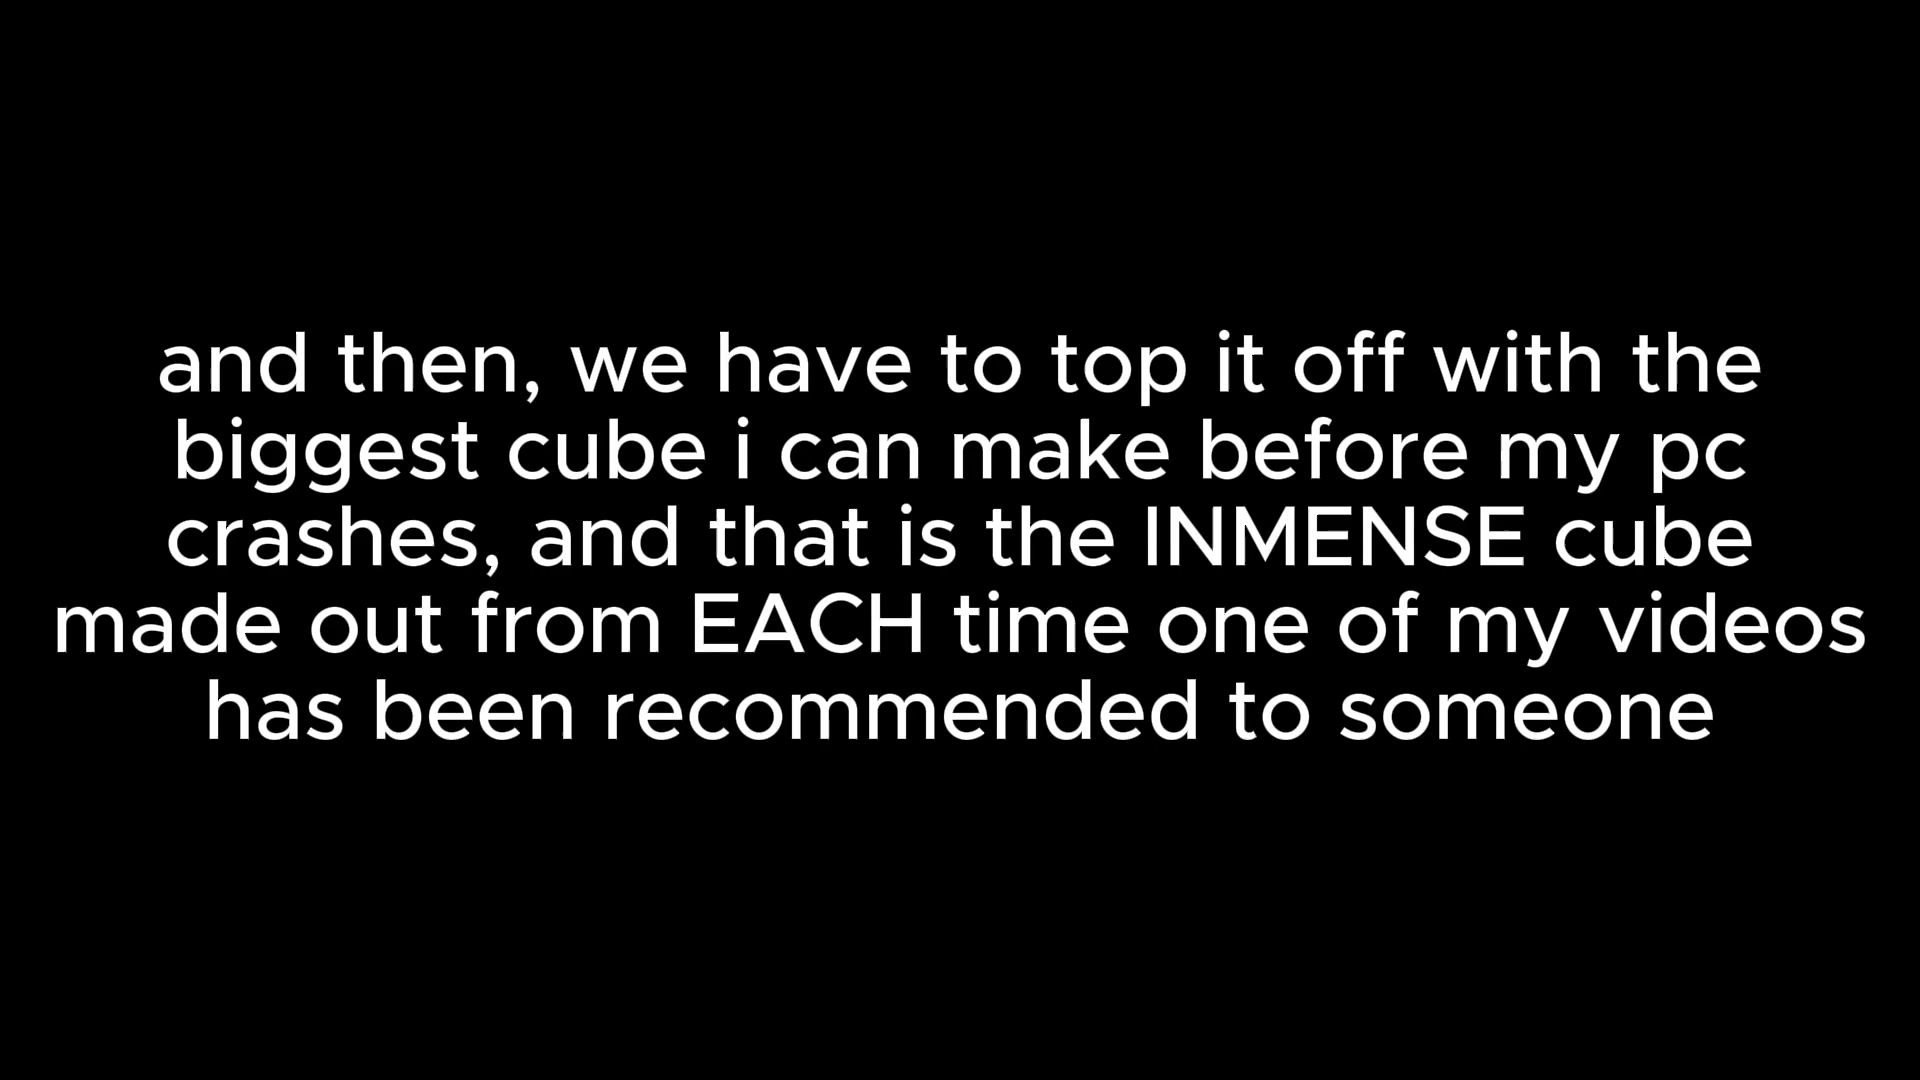 and then, we have to top it off with the
biggest cube i can make before my pc
crashes, and that is the INMENSE cube
made out from EACH time one of my videos
has been recommended to someone